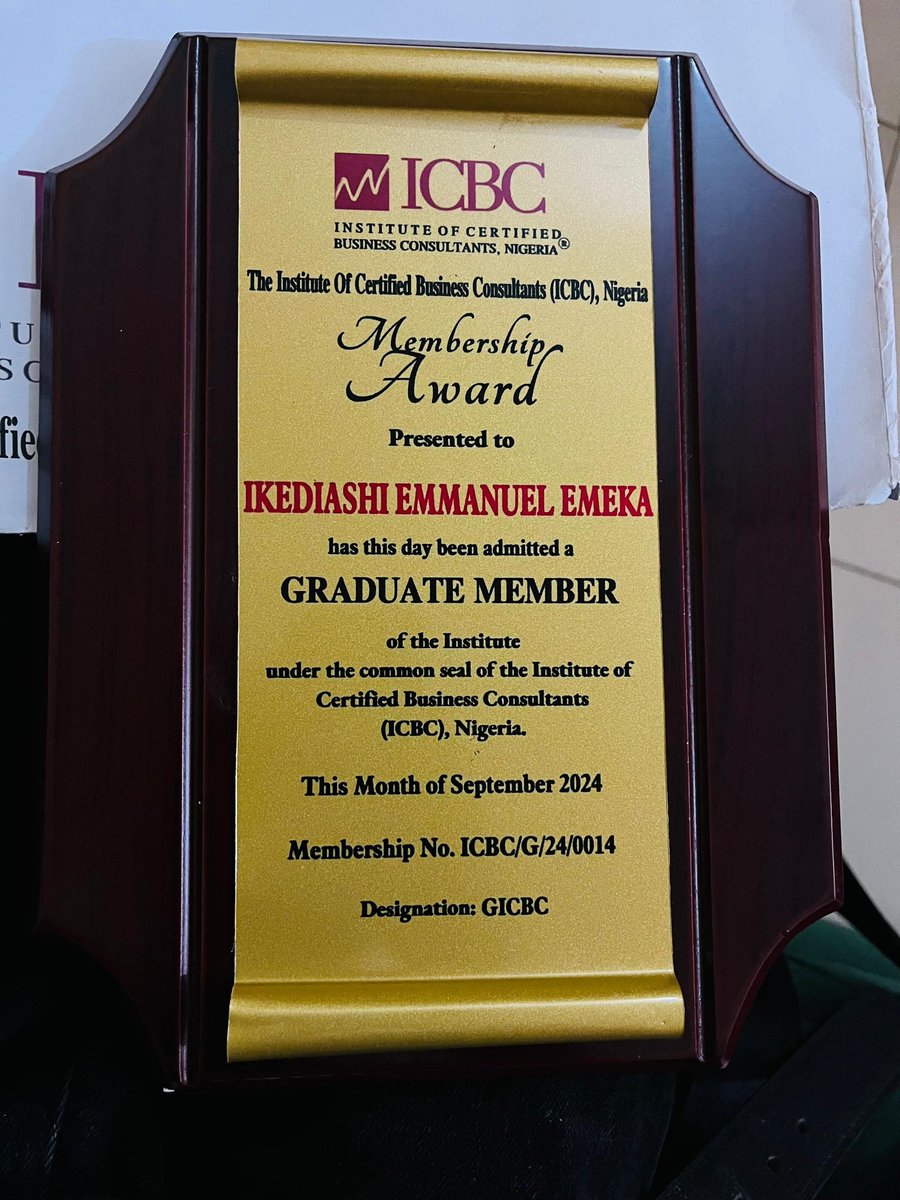 ICBC
INSTITUTE OF CERTIFIED
BUSINESS CONSULTANTS, NIGERIA®
The Institute Of Certified Business Consultants (ICBC), Nigeria
Membership
Award
Presented to
IKEDIASHI EMMANUEL EMEKA
has this day been admitted a
GRADUATE MEMBER
of the Institute
under the common seal of the Institute of
Certified Business Consultants
(ICBC), Nigeria.
This Month of September 2024
Membership No. ICBC/G/24/0014
Designation: GICBC